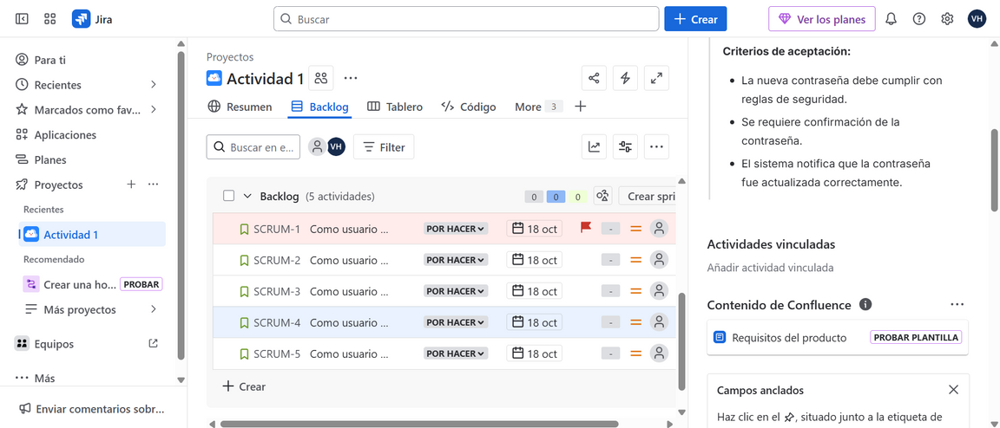 Jira
Buscar
Crear
Ver los planes
VH
Para ti
Recientes
Marcados como fav...
Aplicaciones
Planes
Proyectos
Recientes
Actividad 1
Recomendado
Crear una ho... PROBAR
Más proyectos
Equipos
Más
Enviar comentarios sobr...
Proyectos
Actividad 1
Resumen Backlog Tablero Código More 3
Buscar en e... VH Filter
Backlog (5 actividades) 0 0 0 Crear spri
SCRUM-1 Como usuario ... POR HACER 18 oct -
SCRUM-2 Como usuario ... POR HACER 18 oct -
SCRUM-3 Como usuario ... POR HACER 18 oct -
SCRUM-4 Como usuario ... POR HACER 18 oct -
SCRUM-5 Como usuario ... POR HACER 18 oct -
Crear
Criterios de aceptación:
La nueva contraseña debe cumplir con
reglas de seguridad.
Se requiere confirmación de la
contraseña.
El sistema notifica que la contraseña
fue actualizada correctamente.
Actividades vinculadas
Añadir actividad vinculada
Contenido de Confluence
Requisitos del producto PROBAR PLANTILLA
Campos anclados
Haz clic en el , situado junto a la etiqueta de